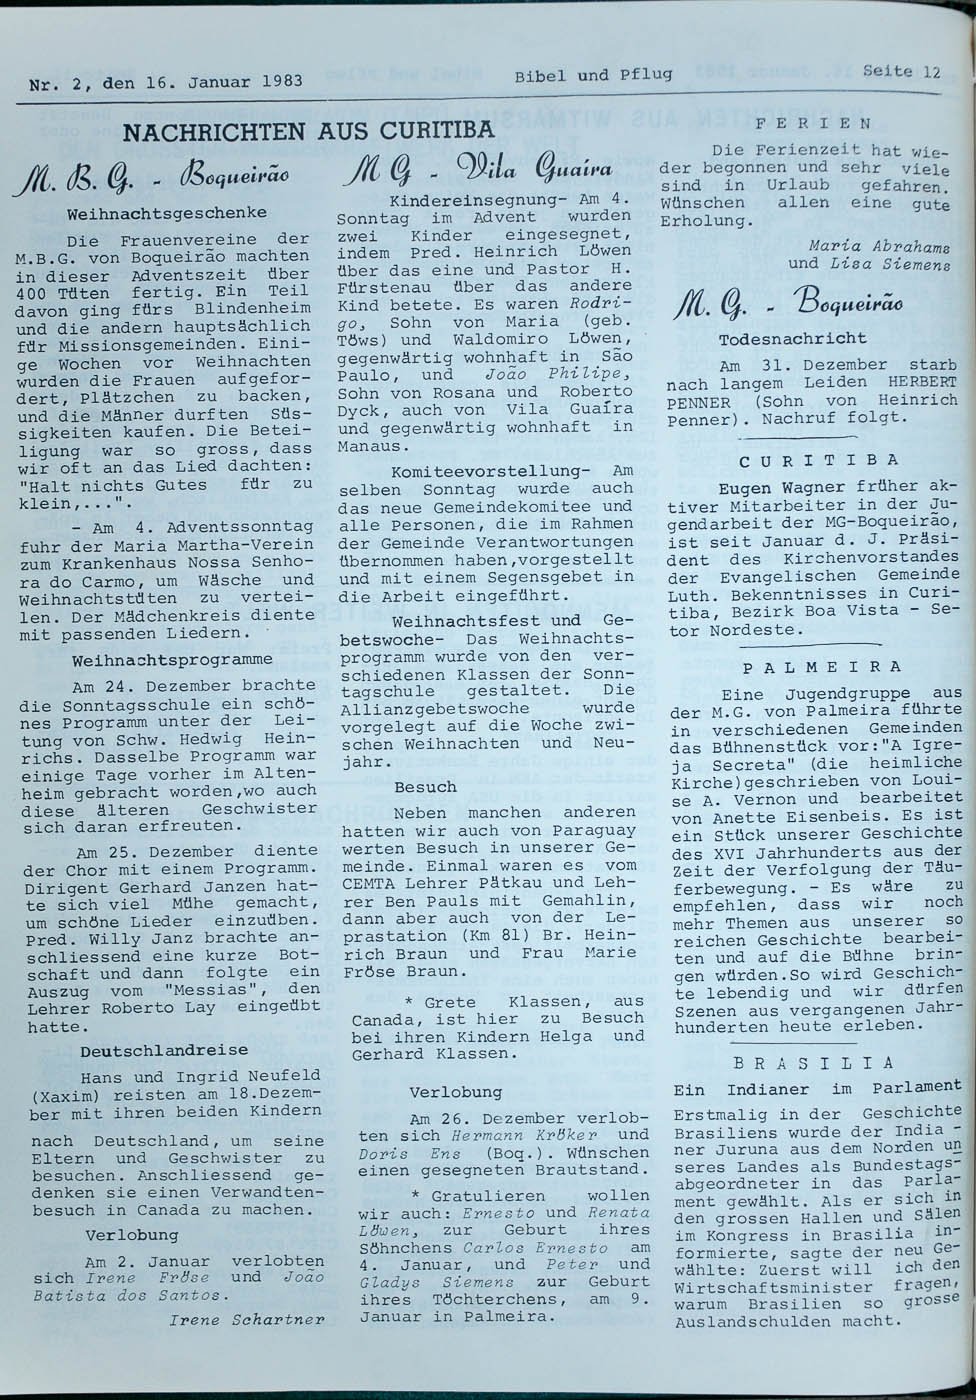 Nr. 2, den 16. Januar 1983
Bibel und Pflug
Seite 12
NACHRICHTEN AUS CURITIBA
M. B. G. - Boqueirão
Weihnachtsgeschenke
Die Frauenvereine der
M.B.G. von Boqueirão machten
in dieser Adventszeit über
400 Tüten fertig. Ein Teil
davon ging fürs Blindenheim
und die andern hauptsächlich
für Missionsgemeinden. Eini-
ge Wochen vor Weihnachten
wurden die Frauen aufgefor-
dert, Plätzchen zu backen,
und die Männer durften Süs-
sigkeiten kaufen. Die Betei-
ligung war so gross, dass
wir oft an das Lied dachten:
"Halt nichts Gutes für zu
klein,...".
- Am 4. Adventssonntag
fuhr der Maria Martha-Verein
zum Krankenhaus Nossa Senho-
ra do Carmo, um Wäsche und
Weihnachtstüten zu vertei-
len. Der Mädchenkreis diente
mit passenden Liedern.
Weihnachtsprogramme
Am 24. Dezember brachte
die Sonntagsschule ein schö-
nes Programm unter der Lei-
tung von Schw. Hedwig Hein-
richs. Dasselbe Programm war
einige Tage vorher im Alten-
heim gebracht worden,wo auch
diese älteren Geschwister
sich daran erfreuten.
Am 25. Dezember diente
der Chor mit einem Programm.
Dirigent Gerhard Janzen hat-
te sich viel Mühe gemacht,
um schöne Lieder einzuüben.
Pred. Willy Janz brachte an-
schliessend eine kurze Bot-
schaft und dann folgte ein
Auszug vom "Messias", den
Lehrer Roberto Lay eingeübt
hatte.
Deutschlandreise
Hans und Ingrid Neufeld
(Xaxim) reisten am 18.Dezem-
ber mit ihren beiden Kindern
nach Deutschland, um seine
Eltern und Geschwister zu
besuchen. Anschliessend ge-
denken sie einen Verwandten-
besuch in Canada zu machen.
Verlobung
Am 2. Januar verlobten
sich Irene Fröse und João
Batista dos Santos.
Irene Schartner
MG - Vila Guaíra
Kindereinsegnung- Am 4.
Sonntag im Advent wurden
zwei Kinder eingesegnet,
indem Pred. Heinrich Löwen
über das eine und Pastor H.
Fürstenau über das andere
Kind betete. Es waren Rodri-
go, Sohn von Maria (geb.
Töws) und Waldomiro Löwen,
gegenwärtig wohnhaft in São
Paulo, und João Philipe,
Sohn von Rosana und Roberto
Dyck, auch von Vila Guaíra
und gegenwärtig wohnhaft in
Manaus.
Komiteevorstellung- Am
selben Sonntag wurde auch
das neue Gemeindekomitee und
alle Personen, die im Rahmen
der Gemeinde Verantwortungen
übernommen haben,vorgestellt
und mit einem Segensgebet in
die Arbeit eingeführt.
Weihnachtsfest und Ge-
betswoche- Das Weihnachts-
programm wurde von den ver-
schiedenen Klassen der Sonn-
tagschule gestaltet. Die
Allianzgebetswoche wurde
vorgelegt auf die Woche zwi-
schen Weihnachten und Neu-
jahr.
Besuch
Neben manchen anderen
hatten wir auch von Paraguay
werten Besuch in unserer Ge-
meinde. Einmal waren es vom
CEMTA Lehrer Pätkau und Leh-
rer Ben Pauls mit Gemahlin,
dann aber auch von der Le-
prastation (Km 81) Br. Hein-
rich Braun und Frau Marie
Fröse Braun.
* Grete Klassen, aus
Canada, ist hier zu Besuch
bei ihren Kindern Helga und
Gerhard Klassen.
Verlobung
Am 26. Dezember verlob-
ten sich Hermann Kröker und
Doris Ens (Boq.). Wünschen
einen gesegneten Brautstand.
* Gratulieren wollen
wir auch: Ernesto und Renata
Löwen, zur Geburt ihres
Söhnchens Carlos Ernesto am
4. Januar, und Peter und
Gladys Siemens zur Geburt
ihres Töchterchens, am 9.
Januar in Palmeira.
FERIEN
Die Ferienzeit hat wie-
der begonnen und sehr viele
sind in Urlaub gefahren.
Wünschen allen eine gute
Erholung.
Maria Abrahams
und Lisa Siemens
M. G. - Boqueirão
Todesnachricht
Am 31. Dezember starb
nach langem Leiden HERBERT
PENNER (Sohn von Heinrich
Penner). Nachruf folgt.
CURITIBA
Eugen Wagner früher ak-
tiver Mitarbeiter in der Ju-
gendarbeit der MG-Boqueirão,
ist seit Januar d. J. Präsi-
dent des Kirchenvorstandes
der Evangelischen Gemeinde
Luth. Bekenntnisses in Curi-
tiba, Bezirk Boa Vista - Se-
tor Nordeste.
PALMEIRA
Eine Jugendgruppe aus
der M.G. von Palmeira führte
in verschiedenen Gemeinden
das Bühnenstück vor:"A Igre-
ja Secreta" (die heimliche
Kirche)geschrieben von Loui-
se A. Vernon und bearbeitet
von Anette Eisenbeis. Es ist
ein Stück unserer Geschichte
des XVI Jahrhunderts aus der
Zeit der Verfolgung der Täu-
ferbewegung. - Es wäre zu
empfehlen, dass wir noch
mehr Themen aus unserer so
reichen Geschichte bearbei-
ten und auf die Bühne brin-
gen würden.So wird Geschich-
te lebendig und wir dürfen
Szenen aus vergangenen Jahr-
hunderten heute erleben.
BRASILIA
Ein Indianer im Parlament
Erstmalig in der Geschichte
Brasiliens wurde der India -
ner Juruna aus dem Norden un
seres Landes als Bundestags-
abgeordneter in das Parla-
ment gewählt. Als er sich in
den grossen Hallen und Sälen
im Kongress in Brasilia in-
formierte, sagte der neu Ge-
wählte: Zuerst will ich den
Wirtschaftsminister fragen,
warum Brasilien so grosse
Auslandschulden macht.